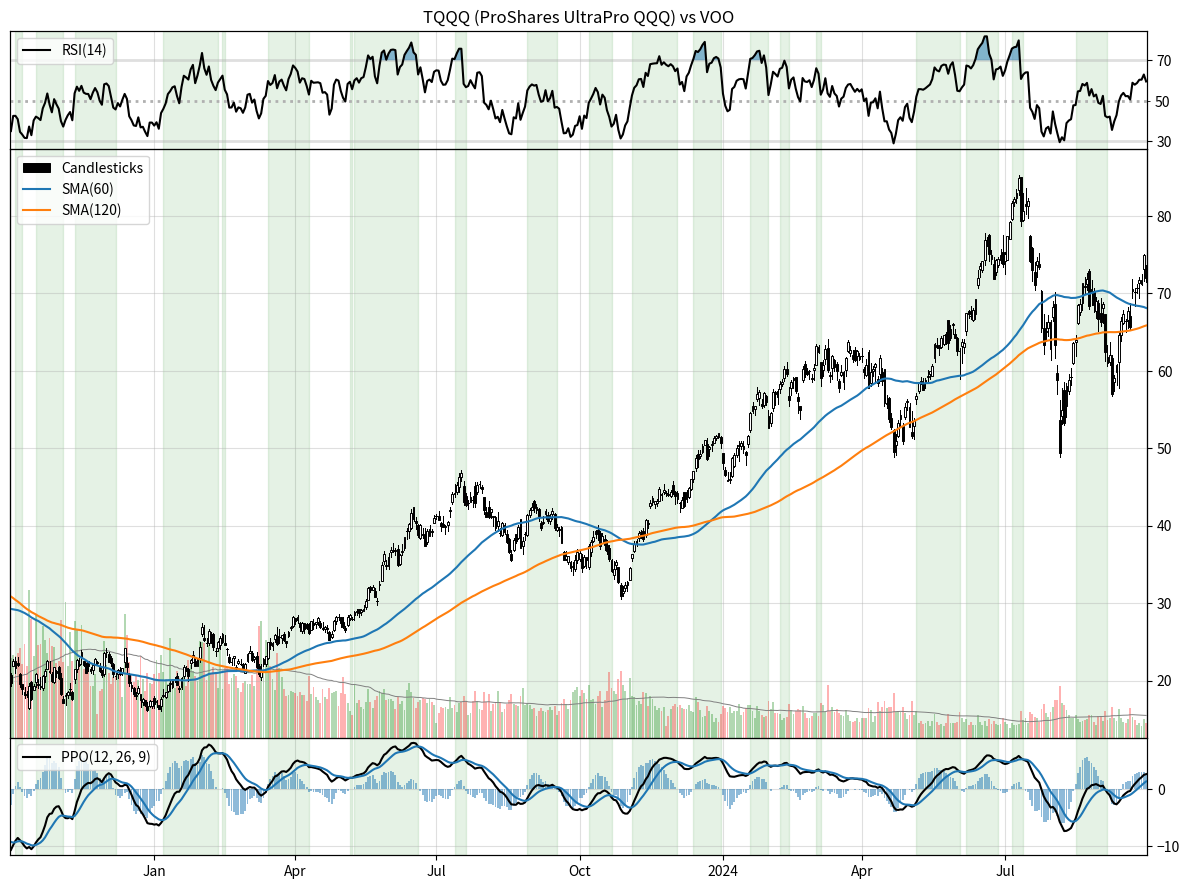 TQQQ (ProShares UltraPro QQQ) vs VOO
RSI(14)
70
50
30
Candlesticks
SMA(60)
SMA(120)
80
70
60
50
40
30
20
PPO(12, 26, 9)
0
−10
Jan Apr Jul Oct 2024 Apr Jul